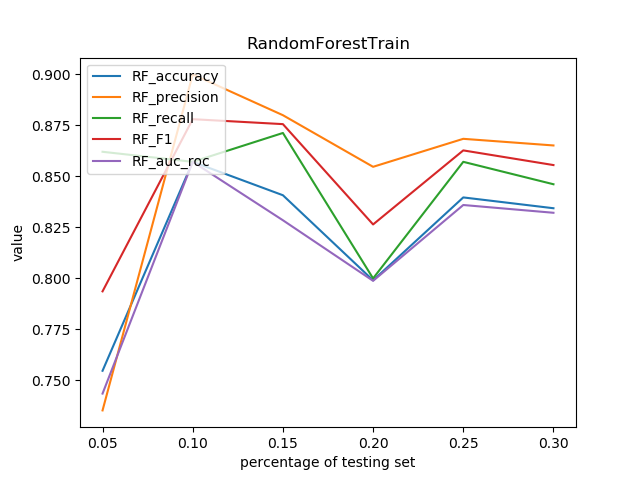 RandomForestTrain
0.900
0.875
0.850
0.825
0.800
0.775
0.750
value
RF_accuracy
RF_precision
RF_recall
RF_F1
RF_auc_roc
0.05 0.10 0.15 0.20 0.25 0.30
percentage of testing set